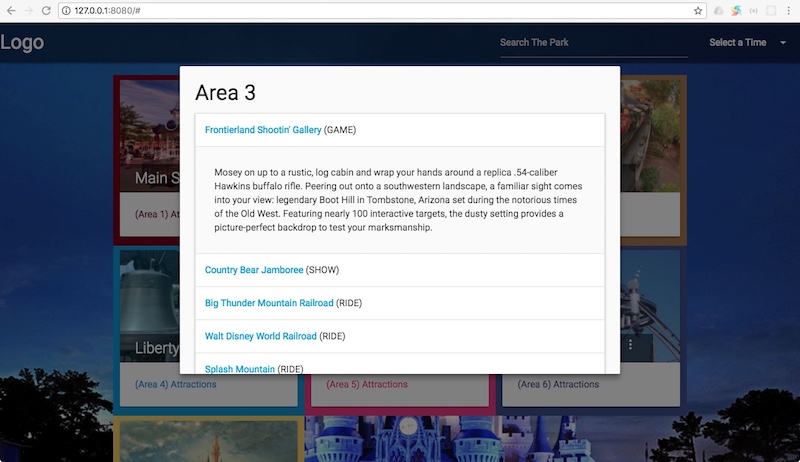 127.0.0.1:8080/#
Logo
Search The Park
Select a Time
Area 3
Frontierland Shootin' Gallery (GAME)
Mosey on up to a rustic, log cabin and wrap your hands around a replica .54-caliber
Hawkins buffalo rifle. Peering out onto a southwestern landscape, a familiar sight comes
into your view: legendary Boot Hill in Tombstone, Arizona set during the notorious times
of the Old West. Featuring nearly 100 interactive targets, the dusty setting provides a
picture-perfect backdrop to test your marksmanship.
Country Bear Jamboree (SHOW)
Big Thunder Mountain Railroad (RIDE)
Walt Disney World Railroad (RIDE)
Splash Mountain (RIDE)
Main S
(Area 1) At
Liberty
(Area 4) Attractions
(Area 5) Attractions
(Area 6) Attractions